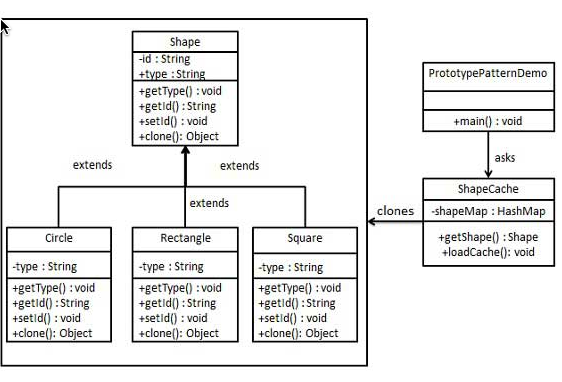 Shape
-id : String
+type : String
+getType() : void
+getId() : String
+setId() : void
+clone(): Object
extends
extends
extends
Circle
-type : String
+getType() : void
+getId() : String
+setId() : void
+clone(): Object
Rectangle
-type : String
+getType() : void
+getId() : String
+setId() : void
+clone(): Object
Square
-type : String
+getType() : void
+getId() : String
+setId() : void
+clone(): Object
PrototypePatternDemo
+main() : void
asks
ShapeCache
-shapeMap : HashMap
+getShape() : Shape
+loadCache(): void
clones